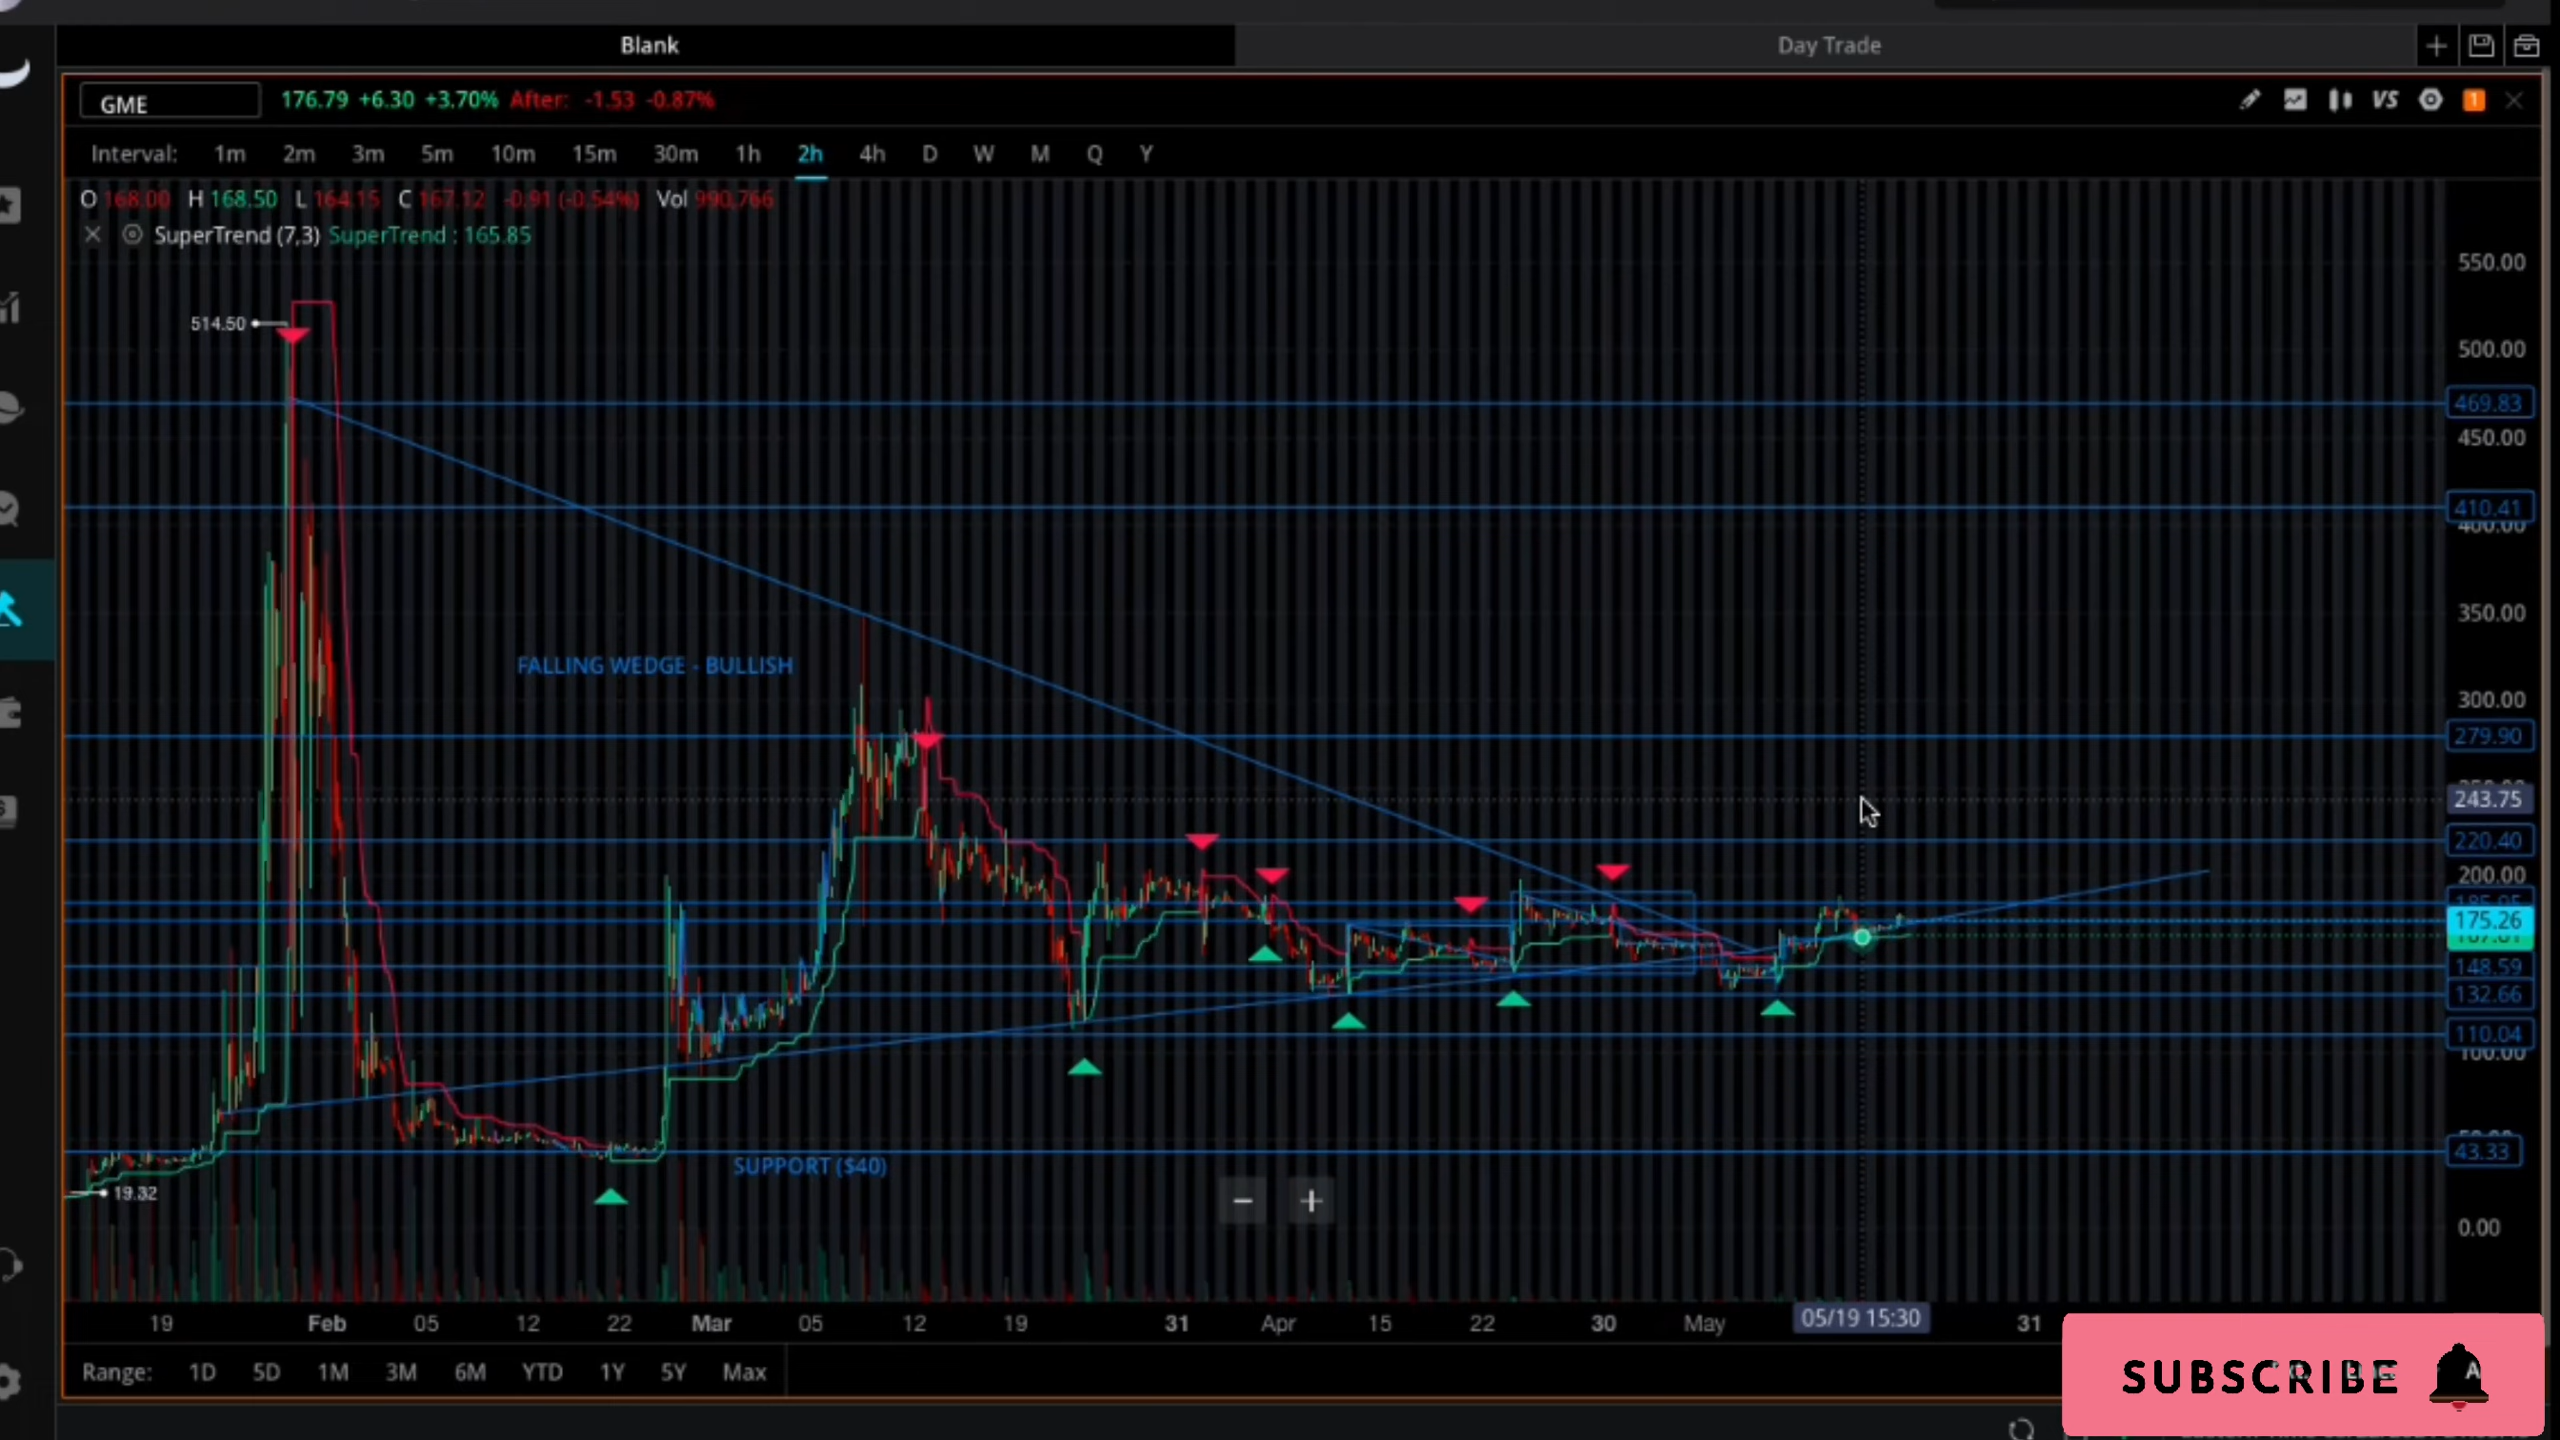 Blank
Day Trade
GME
176.79 +6.30 +3.70% After: -1.53 -0.87%
VS
1
Interval: 1m 2m 3m 5m 10m 15m 30m 1h 2h 4h D W M Q Y
O 168.00 H 168.50 L 164.15 C 167.12 -0.91 (-0.54%) Vol 990,766
SuperTrend (7,3) SuperTrend : 165.85
550.00
514.50
500.00
469.83
450.00
410.41
400.00
350.00
FALLING WEDGE - BULLISH
300.00
279.90
243.75
220.40
200.00
175.26
148.59
132.66
110.04
100.00
43.33
SUPPORT ($40)
19.32
0.00
19 Feb 05 12 22 Mar 05 12 19 31 Apr 15 22 30 May 05/19 15:30 31
Range: 1D 5D 1M 3M 6M YTD 1Y 5Y Max
SUBSCRIBE